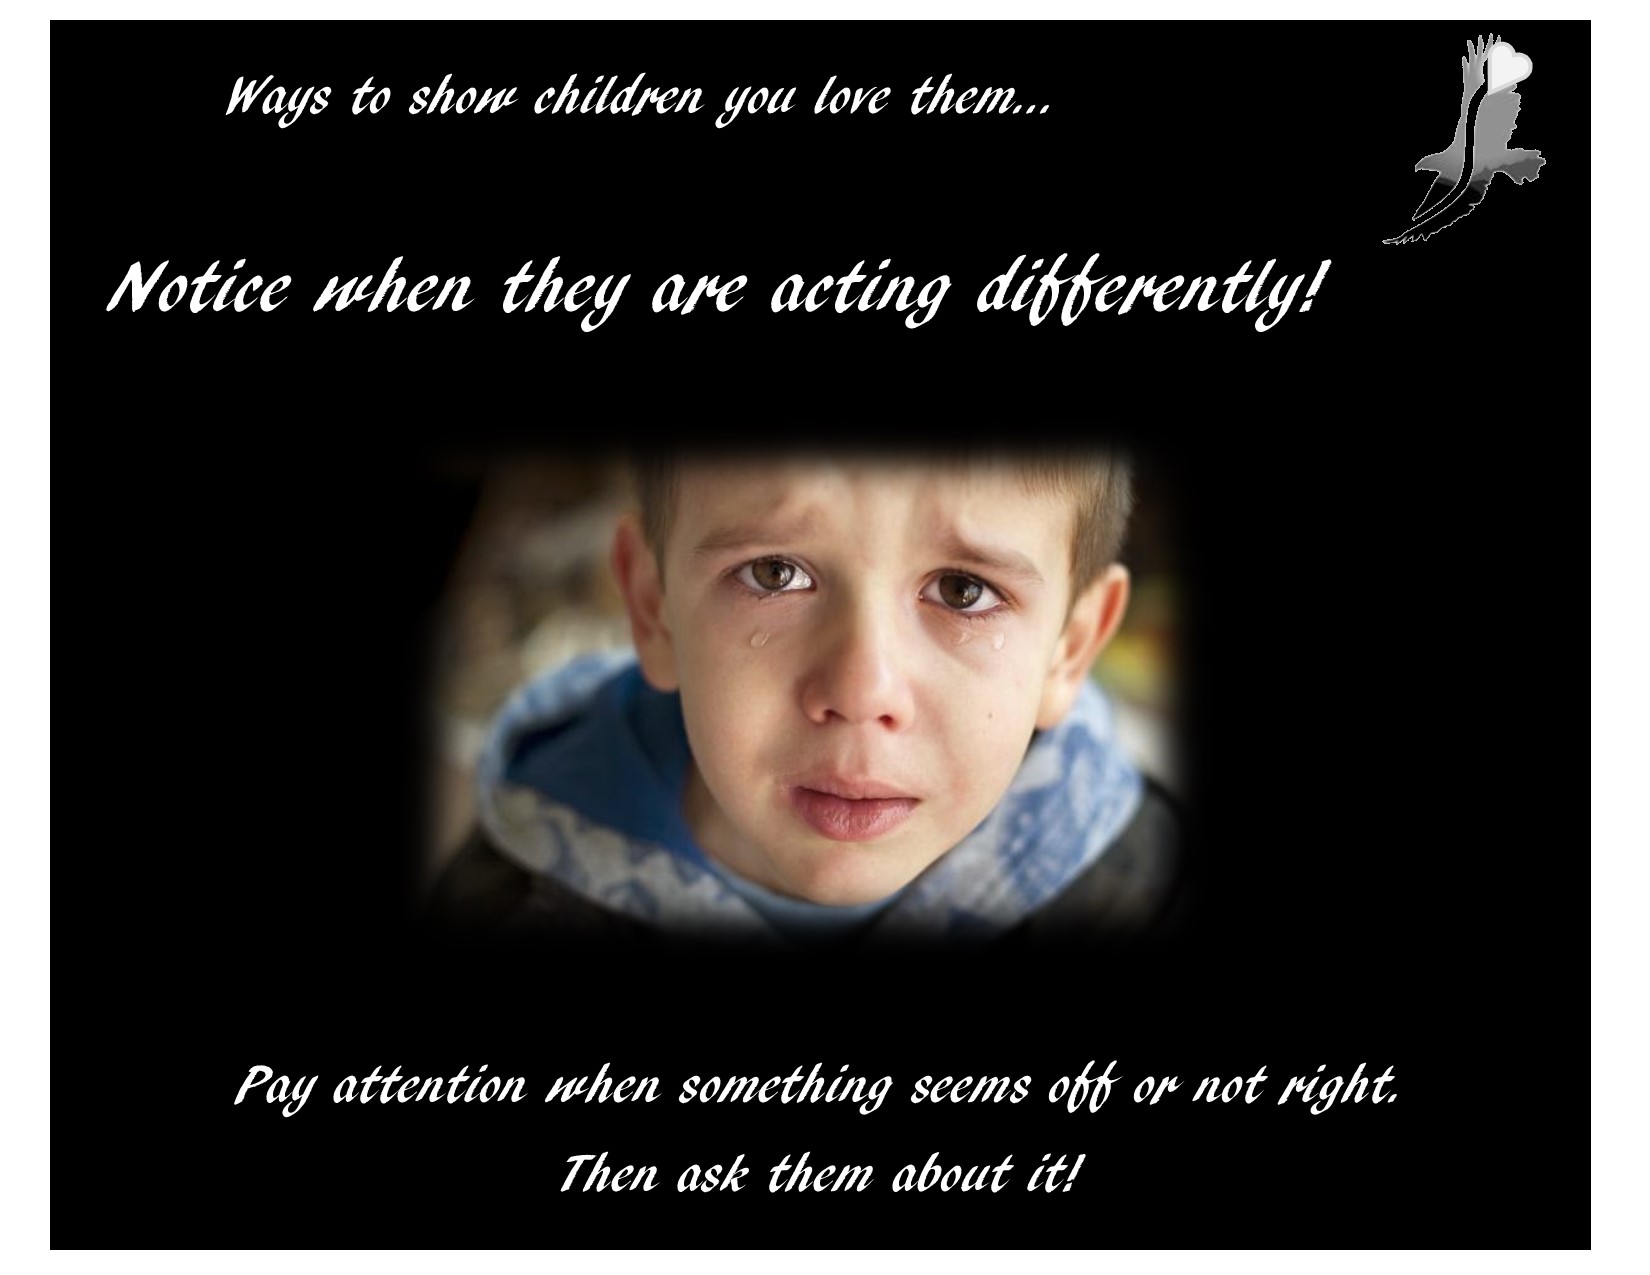 Ways to show children you love them...
Notice when they are acting differently!
Pay attention when something seems off or not right.
Then ask them about it!